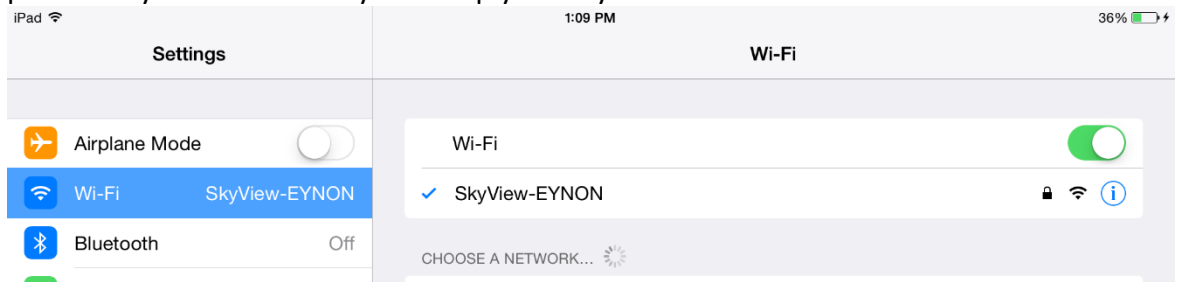 iPad 1:09 PM 36%
Settings Wi-Fi
Airplane Mode Wi-Fi
Wi-Fi SkyView-EYNON SkyView-EYNON
Bluetooth Off
CHOOSE A NETWORK...